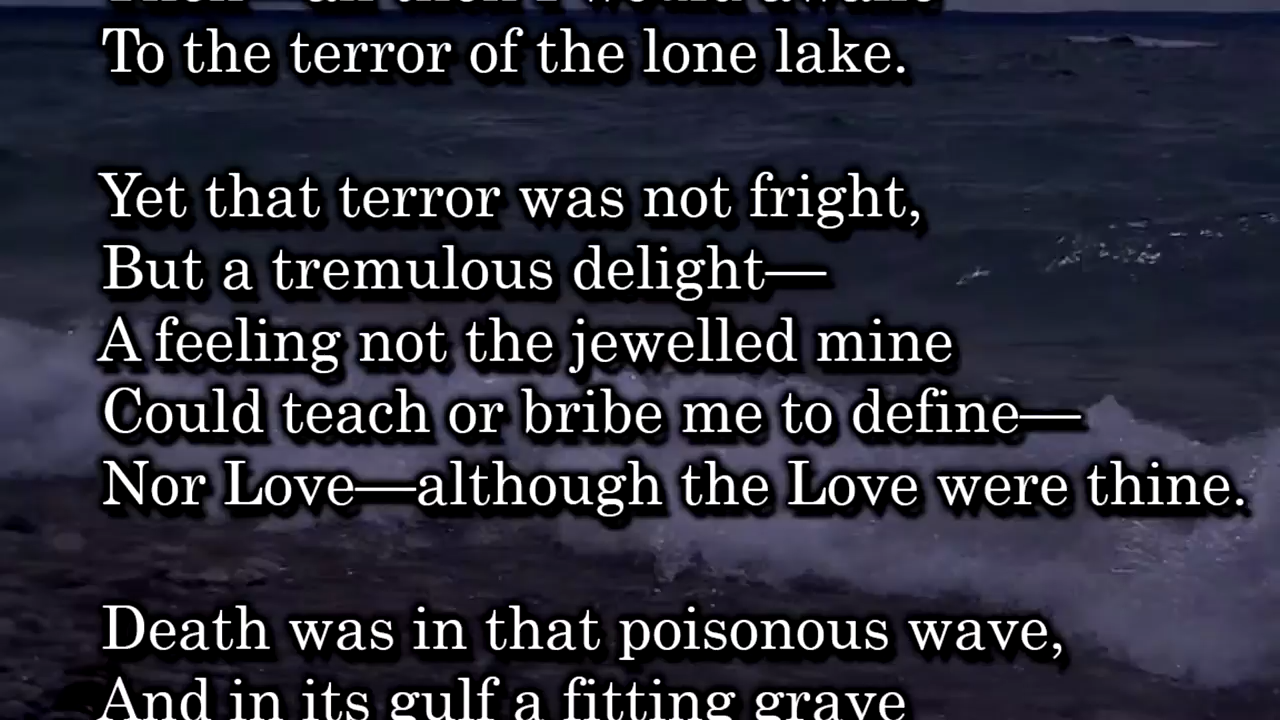 To the terror of the lone lake.
Yet that terror was not fright,
But a tremulous delight—
A feeling not the jewelled mine
Could teach or bribe me to define—
Nor Love—although the Love were thine.
Death was in that poisonous wave,
And in its gulf a fitting grave